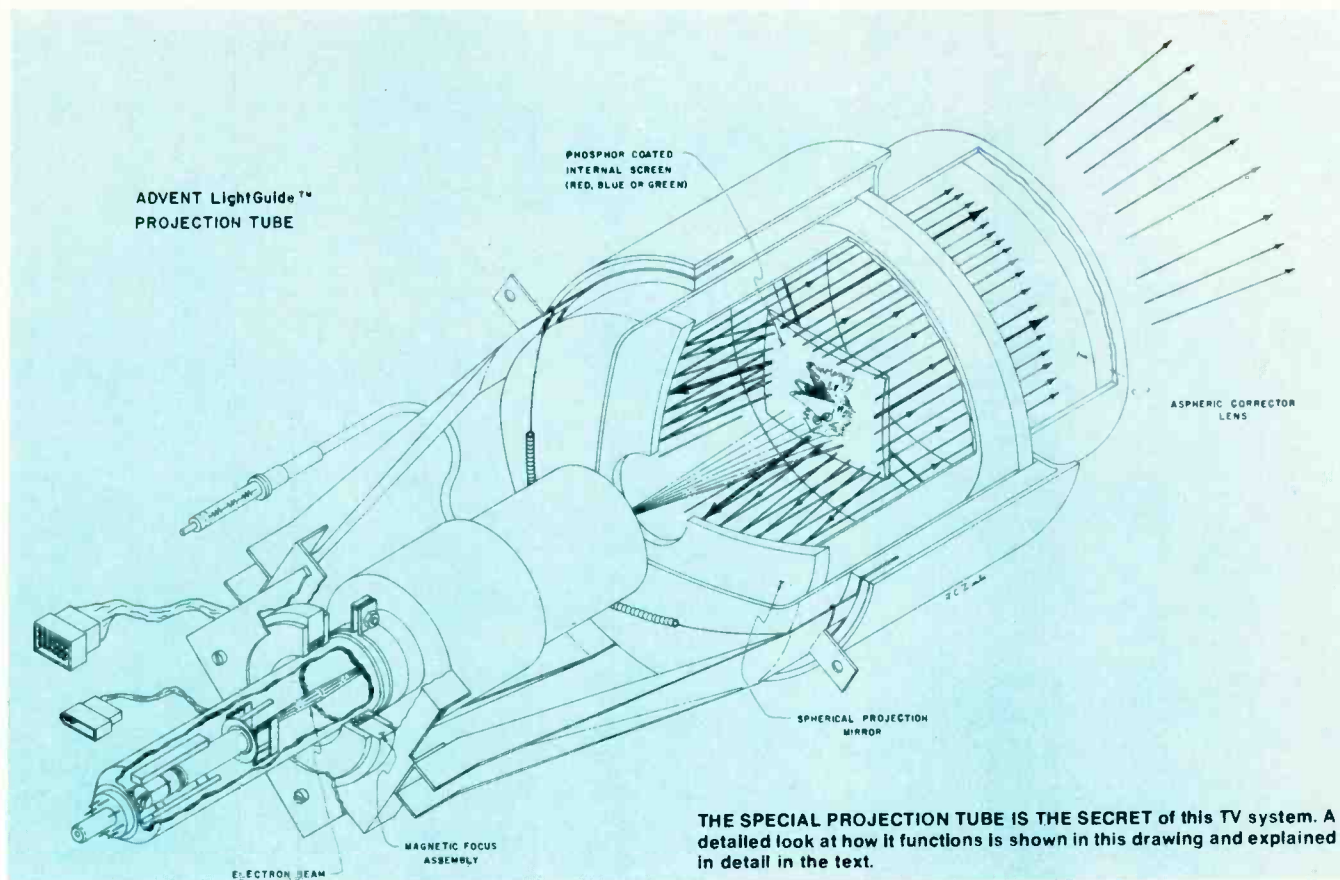 ADVENT LightGuide™
PROJECTION TUBE
PHOSPHOR COATED
INTERNAL SCREEN
(RED, BLUE OR GREEN)
ASPHERIC CORRECTOR
LENS
SPHERICAL PROJECTION
MIRROR
MAGNETIC FOCUS
ASSEMBLY
ELECTRON BEAM
THE SPECIAL PROJECTION TUBE IS THE SECRET of this TV system. A
detailed look at how it functions is shown in this drawing and explained
in detail in the text.